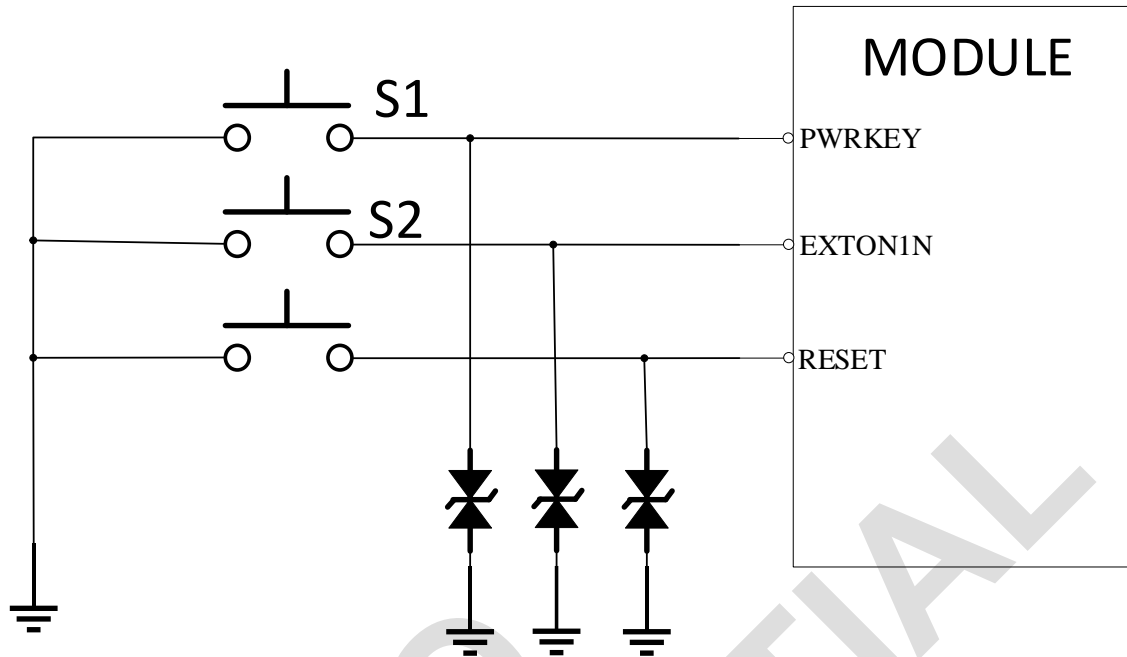 MODULE
S1
PWRKEY
S2
EXTON1N
RESET